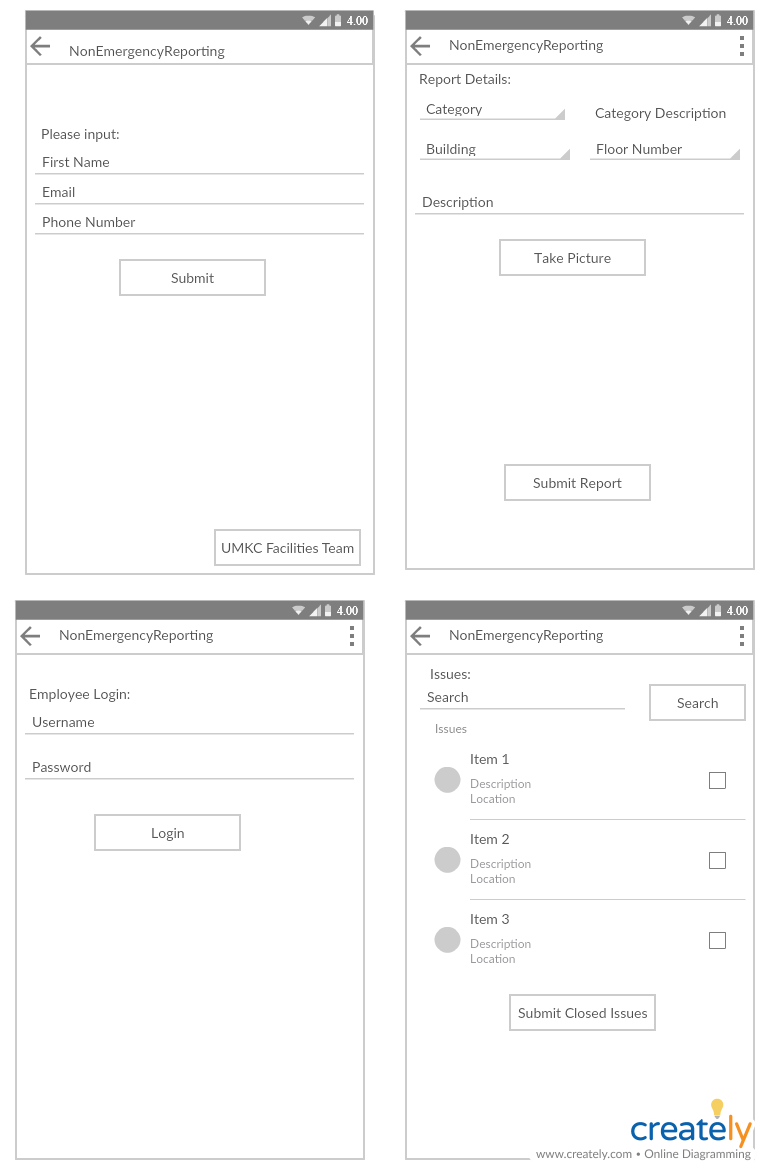 4.00
NonEmergencyReporting
Please input:
First Name
Email
Phone Number
Submit
UMKC Facilities Team
4.00
NonEmergencyReporting
Report Details:
Category
Category Description
Building
Floor Number
Description
Take Picture
Submit Report
4.00
NonEmergencyReporting
Employee Login:
Username
Password
Login
4.00
NonEmergencyReporting
Issues:
Search
Search
Issues
Item 1
Description
Location
Item 2
Description
Location
Item 3
Description
Location
Submit Closed Issues
creately
www.creately.com • Online Diagramming